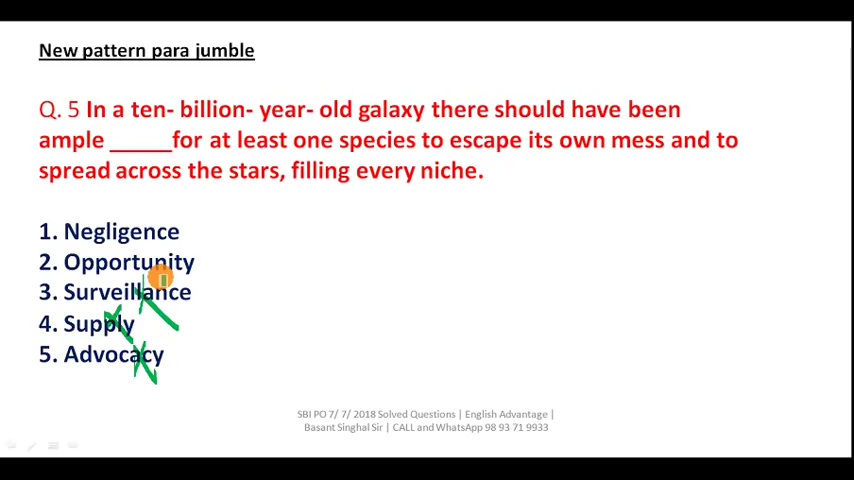 New pattern para jumble
Q. 5 In a ten- billion- year- old galaxy there should have been
ample _____for at least one species to escape its own mess and to
spread across the stars, filling every niche.
1. Negligence
2. Opportunity
3. Surveillance
4. Supply
5. Advocacy
SBI PO 7/ 7/ 2018 Solved Questions | English Advantage |
Basant Singhal Sir | CALL and WhatsApp 98 93 71 9933